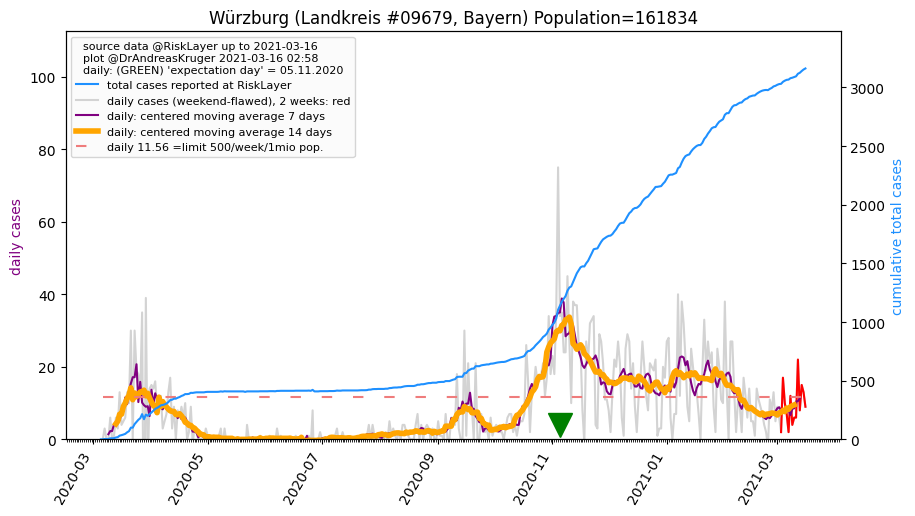 Würzburg (Landkreis #09679, Bayern) Population=161834
source data @RiskLayer up to 2021-03-16
plot @DrAndreasKruger 2021-03-16 02:58
daily: (GREEN) 'expectation day' = 05.11.2020
total cases reported at RiskLayer
daily cases (weekend-flawed), 2 weeks: red
daily: centered moving average 7 days
daily: centered moving average 14 days
daily 11.56 =limit 500/week/1mio pop.
daily cases
100
80
60
40
20
0
cumulative total cases
3000
2500
2000
1500
1000
500
0
2020-03
2020-05
2020-07
2020-09
2020-11
2021-01
2021-03